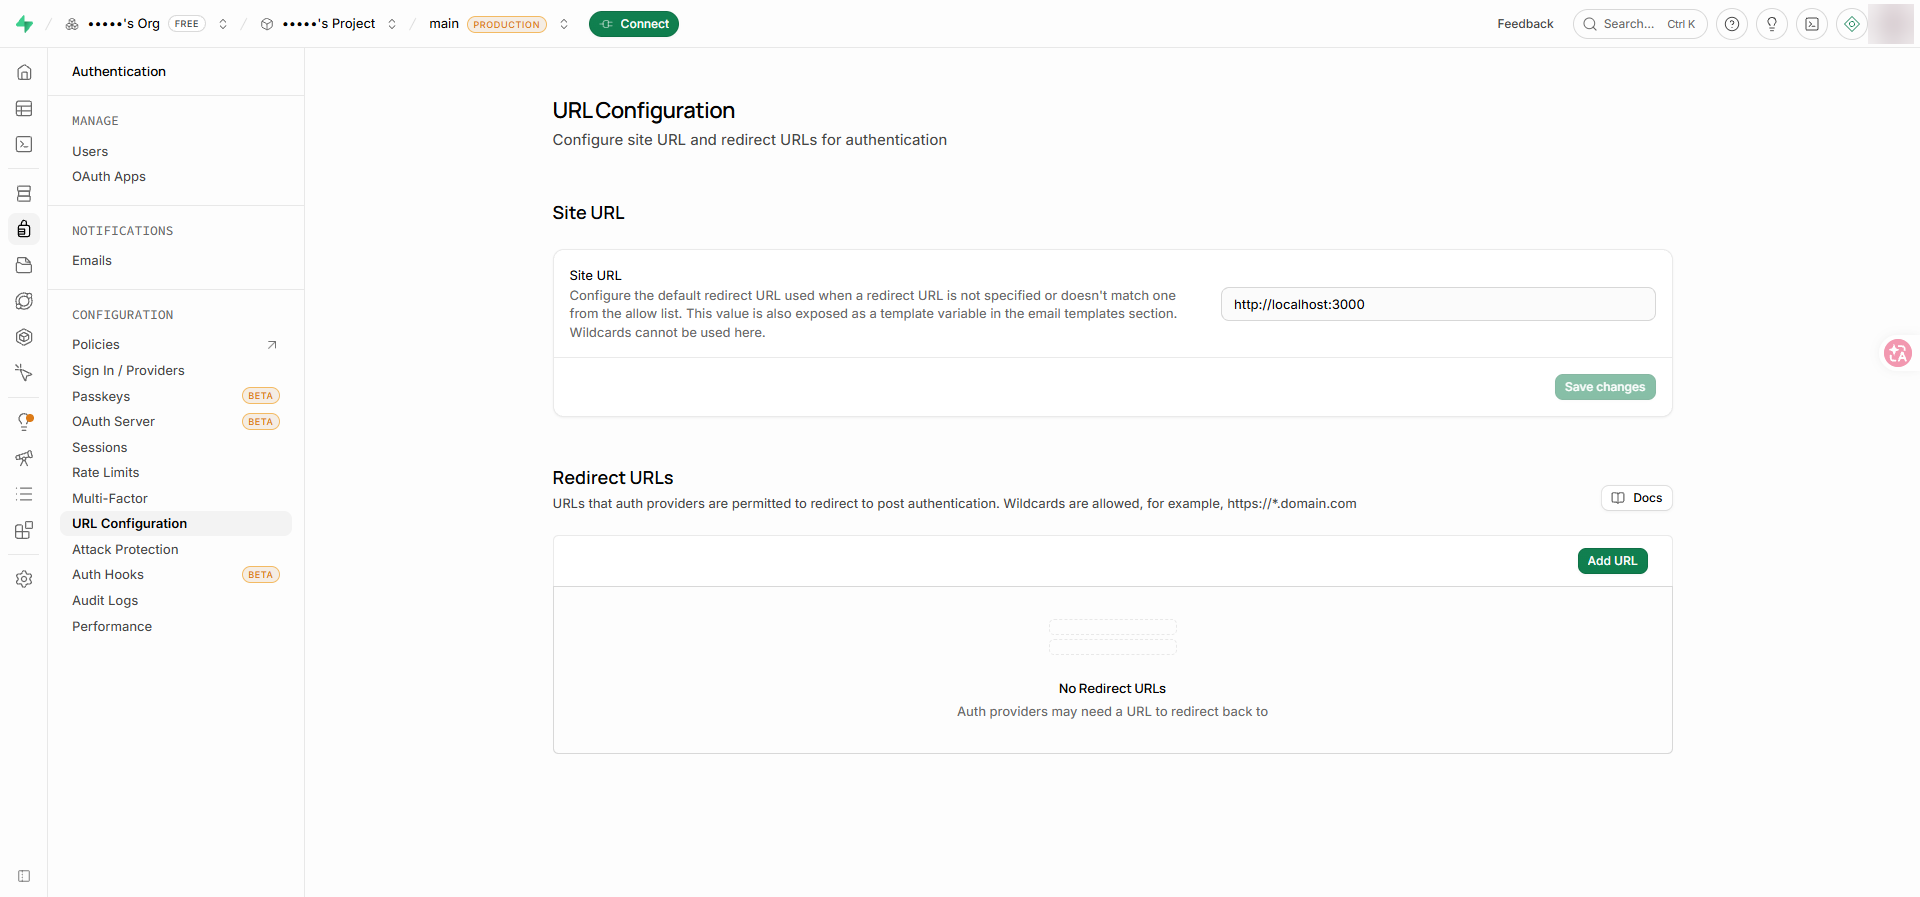 •••••'s Org FREE
•••••'s Project
main PRODUCTION
Connect
Feedback
Search... Ctrl K
Authentication
MANAGE
Users
OAuth Apps
NOTIFICATIONS
Emails
CONFIGURATION
Policies
Sign In / Providers
Passkeys BETA
OAuth Server BETA
Sessions
Rate Limits
Multi-Factor
URL Configuration
Attack Protection
Auth Hooks BETA
Audit Logs
Performance
URL Configuration
Configure site URL and redirect URLs for authentication
Site URL
Site URL
Configure the default redirect URL used when a redirect URL is not specified or doesn't match one
from the allow list. This value is also exposed as a template variable in the email templates section.
Wildcards cannot be used here.
http://localhost:3000
Save changes
Redirect URLs
URLs that auth providers are permitted to redirect to post authentication. Wildcards are allowed, for example, https://*.domain.com
Docs
Add URL
No Redirect URLs
Auth providers may need a URL to redirect back to